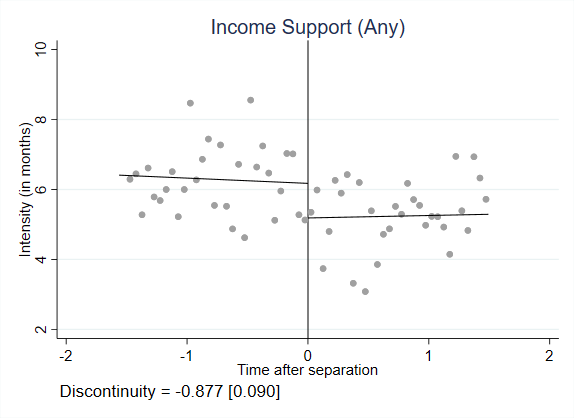 Income Support (Any)
Intensity (in months)
10
8
6
4
2
-2 -1 0 1 2
Time after separation
Discontinuity = -0.877 [0.090]